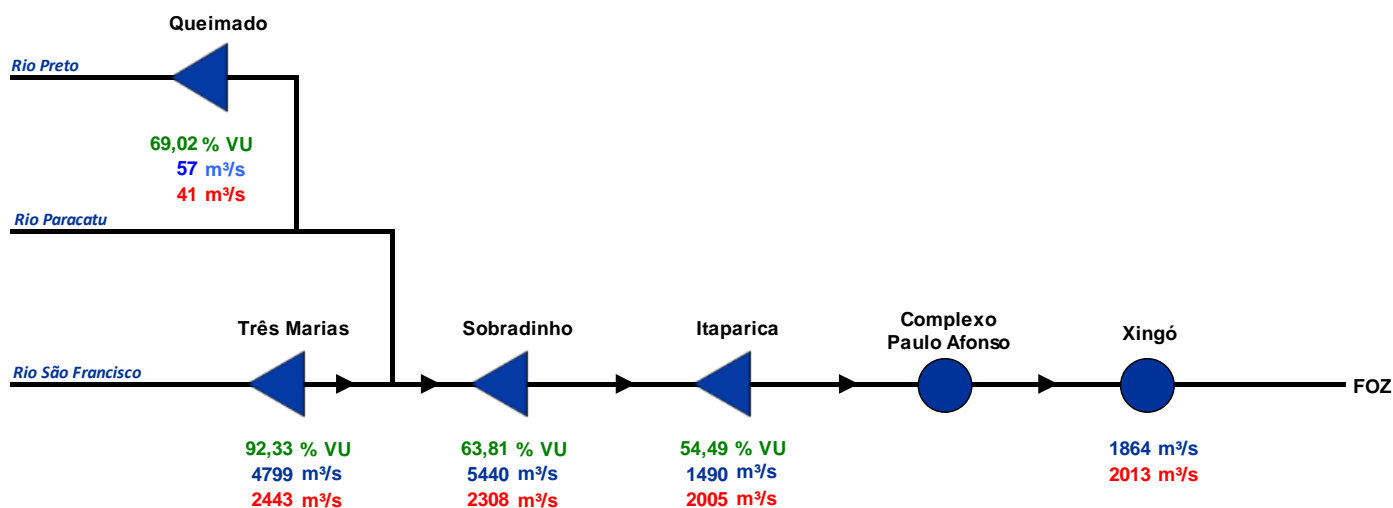 Queimado
Rio Preto
69,02 % VU
57 m³/s
41 m³/s
Rio Paracatu
Três Marias
Sobradinho
Itaparica
Complexo
Paulo Afonso
Xingó
Rio São Francisco
FOZ
92,33 % VU
4799 m³/s
2443 m³/s
63,81 % VU
5440 m³/s
2308 m³/s
54,49 % VU
1490 m³/s
2005 m³/s
1864 m³/s
2013 m³/s